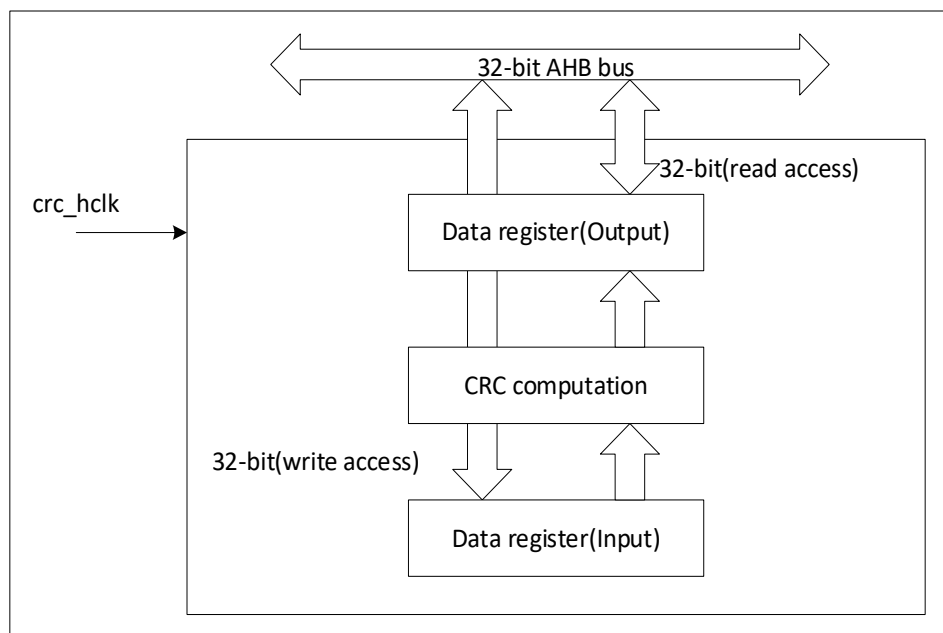 32-bit AHB bus
32-bit(read access)
crc_hclk
Data register(Output)
CRC computation
32-bit(write access)
Data register(Input)